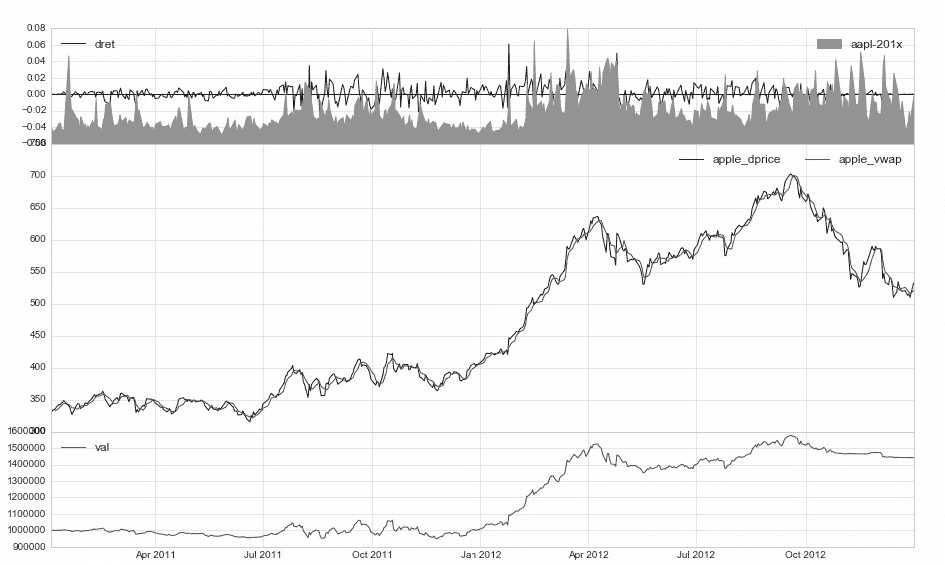 0.08
dret
aapl-201x
0.06
0.04
0.02
0.00
−0.02
−0.04
apple_dprice
apple_vwap
700
650
600
550
500
450
400
350
1600000
300
val
1500000
1400000
1300000
1200000
1100000
1000000
900000
Apr 2011
Jul 2011
Oct 2011
Jan 2012
Apr 2012
Jul 2012
Oct 2012